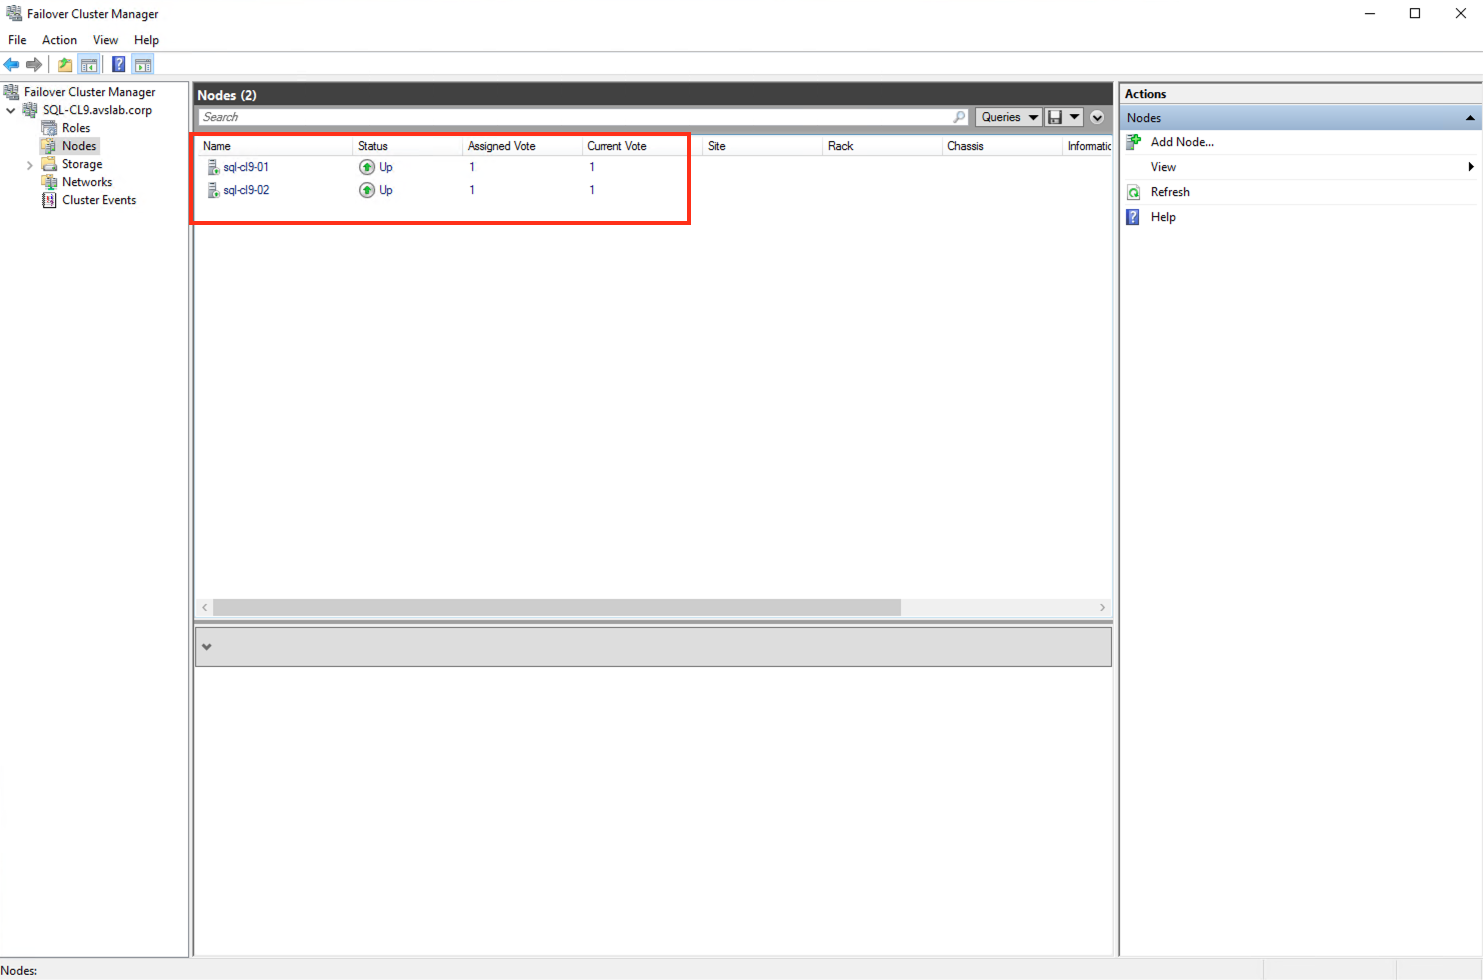 Failover Cluster Manager
File Action View Help
Failover Cluster Manager
SQL-CL9.avslab.corp
Roles
Nodes
Storage
Networks
Cluster Events
Nodes (2)
Search
Queries
Name Status Assigned Vote Current Vote Site Rack Chassis Informatic
sql-cl9-01 Up 1 1
sql-cl9-02 Up 1 1
Actions
Nodes
Add Node...
View
Refresh
Help
Nodes: